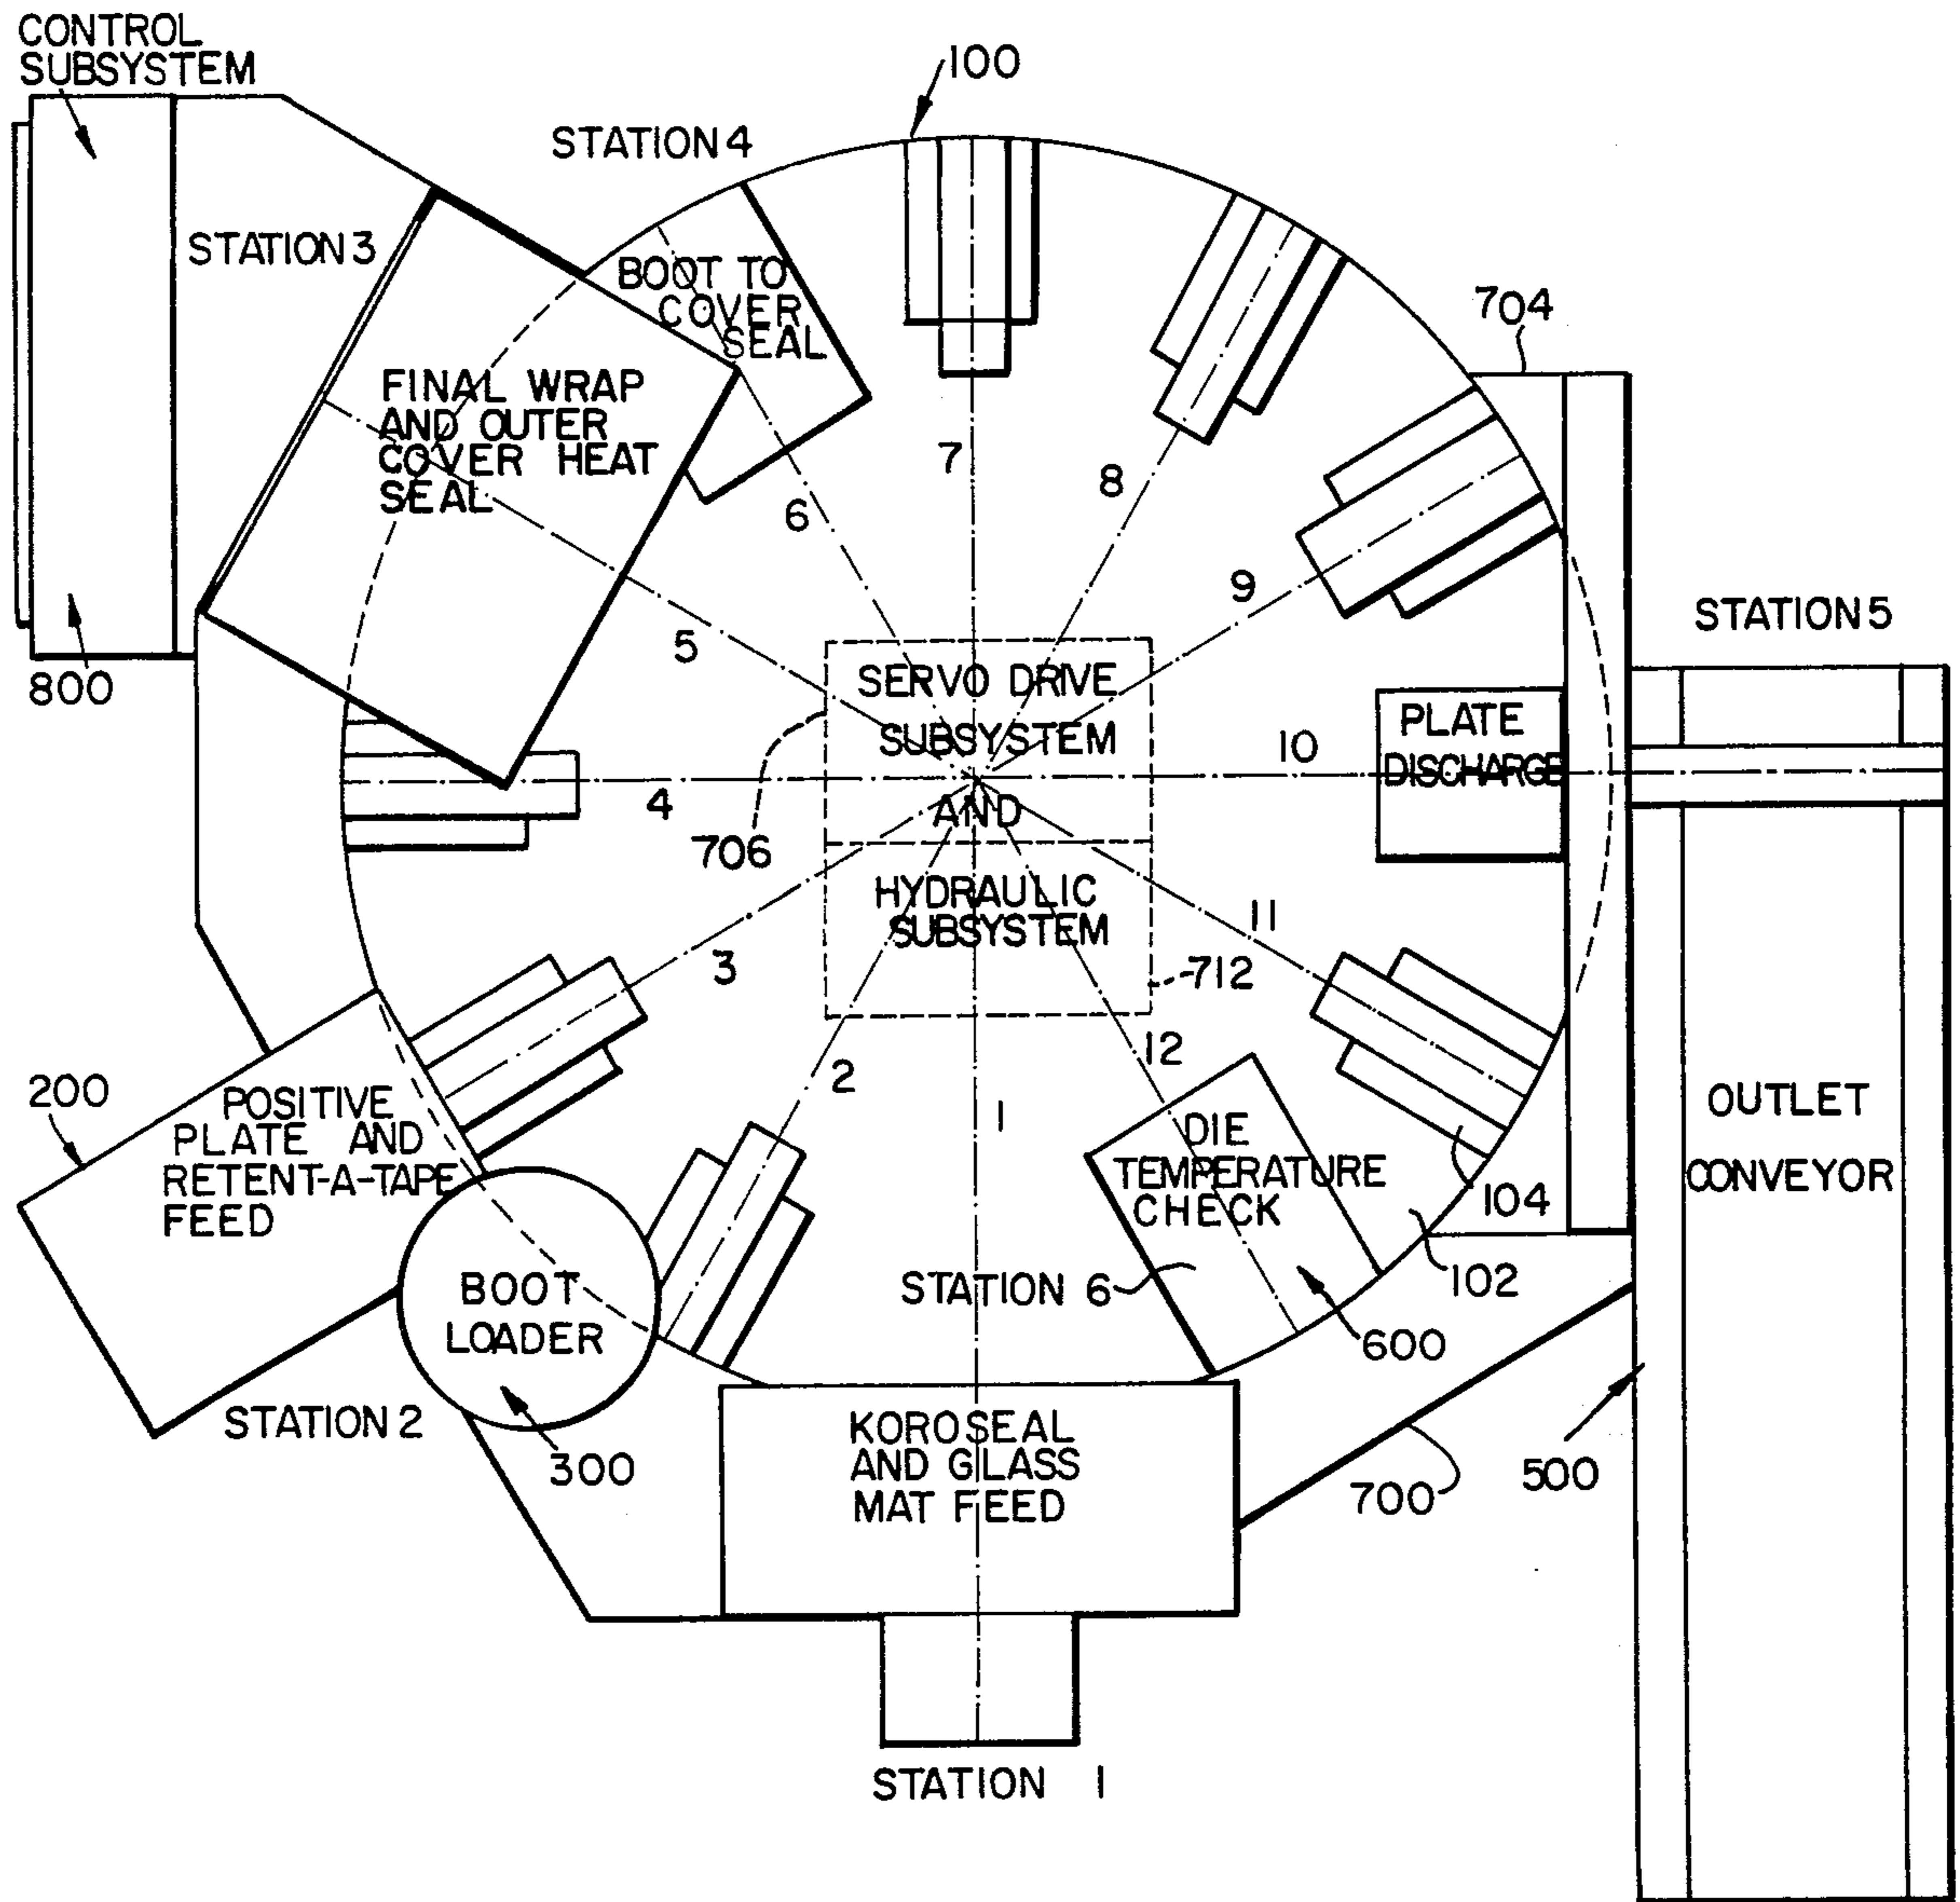 CONTROL
SUBSYSTEM
100
STATION 4
STATION 3
BOOT TO
COVER
SEAL
704
FINAL WRAP
AND OUTER
COVER HEAT
SEAL
7
8
6
9
5
STATION 5
800
SERVO DRIVE
SUBSYSTEM
AND
PLATE
DISCHARGE
10
4
706
HYDRAULIC
SUBSYSTEM
11
3
712
12
2
1
200
POSITIVE
PLATE AND
RETENT-A-TAPE
FEED
DIE
TEMPERATURE
CHECK
OUTLET
CONVEYOR
104
102
BOOT
LOADER
STATION 6
600
STATION 2
300
KOROSEAL
AND GLASS
MAT FEED
700
500
STATION 1